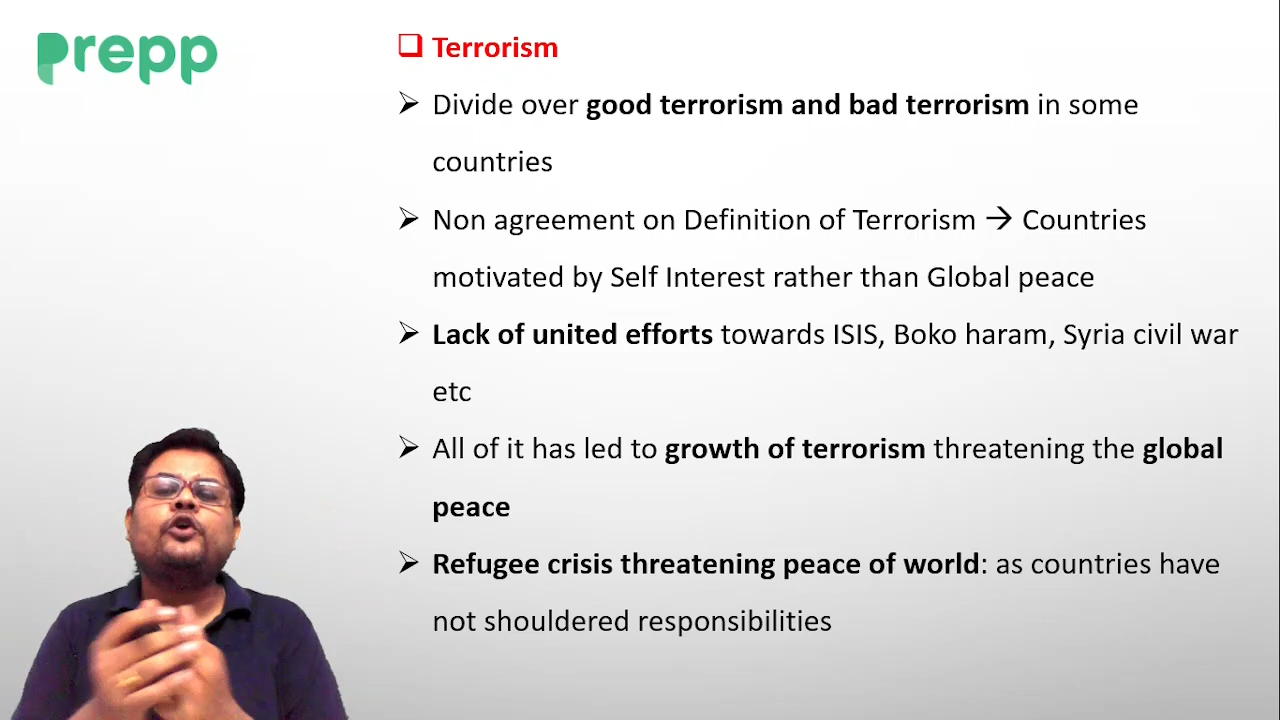 prepp
❑ Terrorism
➢ Divide over good terrorism and bad terrorism in some
countries
➢ Non agreement on Definition of Terrorism → Countries
motivated by Self Interest rather than Global peace
➢ Lack of united efforts towards ISIS, Boko haram, Syria civil war
etc
➢ All of it has led to growth of terrorism threatening the global
peace
➢ Refugee crisis threatening peace of world: as countries have
not shouldered responsibilities